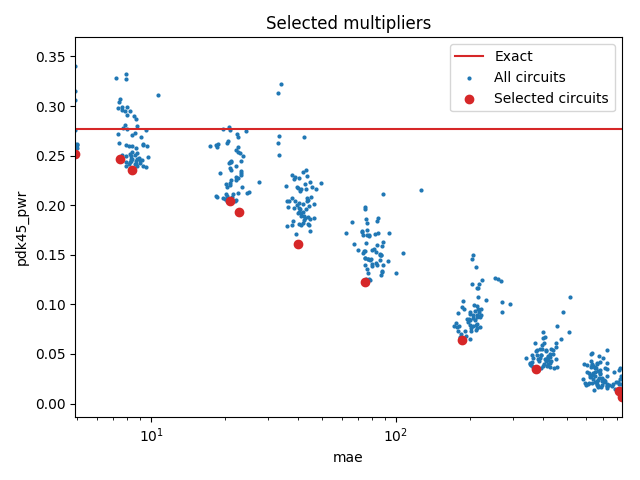 Selected multipliers
Exact
All circuits
Selected circuits
pdk45_pwr
0.35
0.30
0.25
0.20
0.15
0.10
0.05
0.00
10¹
10²
mae